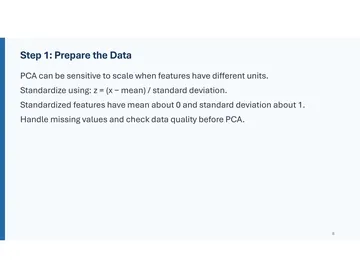 Step 1: Prepare the Data
PCA can be sensitive to scale when features have different units.
Standardize using: z = (x − mean) / standard deviation.
Standardized features have mean about 0 and standard deviation about 1.
Handle missing values and check data quality before PCA.